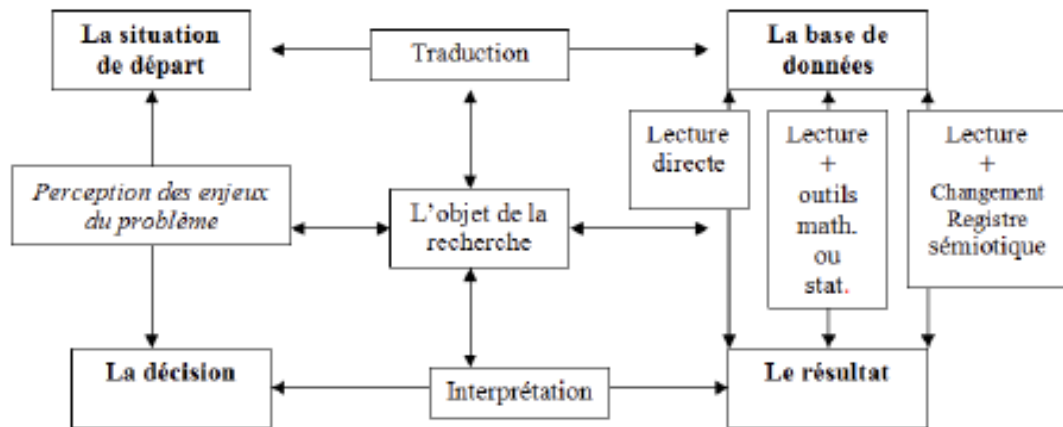 La situation
de départ
Traduction
La base de
données
Lecture
directe
Lecture
+
outils
math.
ou
stat.
Lecture
+
Changement
Registre
sémiotique
Perception des enjeux
du problème
L'objet de la
recherche
La décision
Interprétation
Le résultat